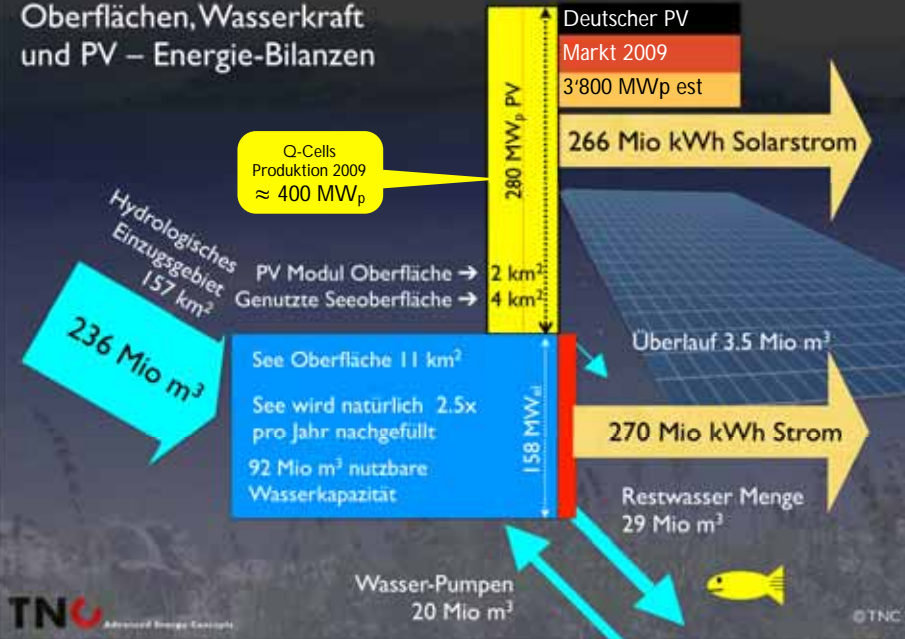 Oberflächen, Wasserkraft
und PV – Energie-Bilanzen
Deutscher PV
Markt 2009
3'800 MWp est
280 MWp PV
266 Mio kWh Solarstrom
Q-Cells
Produktion 2009
≈ 400 MWp
Hydrologisches
Einzugsgebiet
157 km²
236 Mio m³
PV Modul Oberfläche → 2 km²
Genutzte Seeoberfläche → 4 km²
See Oberfläche 11 km²
See wird natürlich 2.5x
pro Jahr nachgefüllt
92 Mio m³ nutzbare
Wasserkapazität
158 MWel
Überlauf 3.5 Mio m³
270 Mio kWh Strom
Restwasser Menge
29 Mio m³
Wasser-Pumpen
20 Mio m³
TNC Advanced Energy Concepts
©TNC